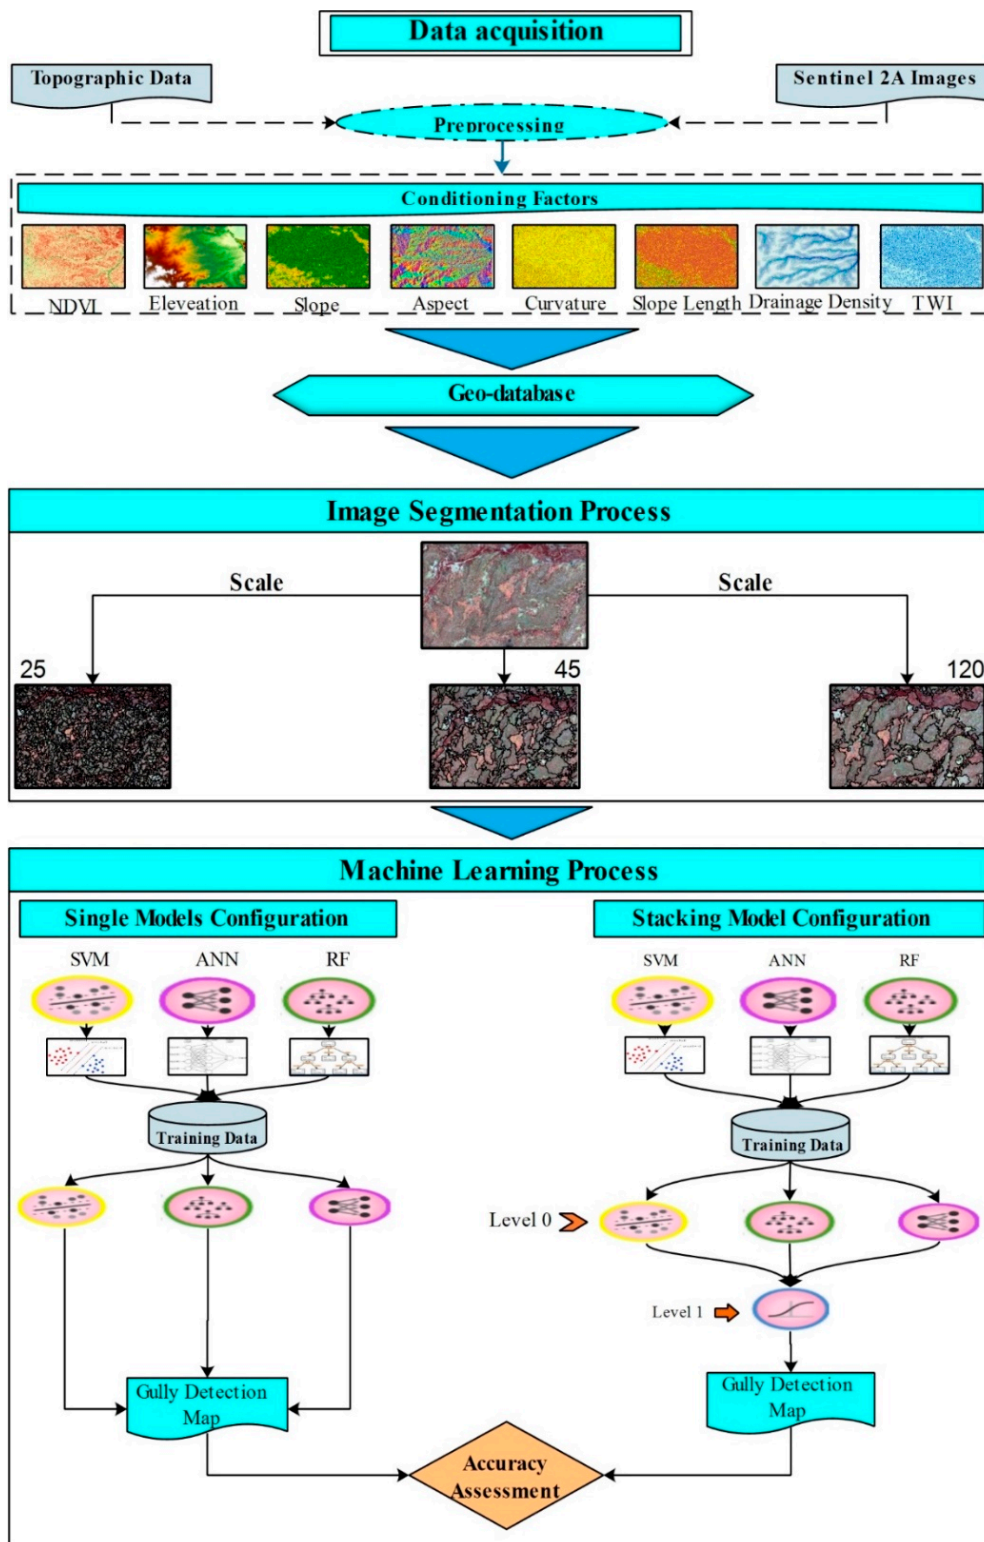 Data acquisition
Topographic Data
Sentinel 2A Images
Preprocessing
Conditioning Factors
NDVI
Eleveation
Slope
Aspect
Curvature
Slope Length
Drainage Density
TWI
Geo-database
Image Segmentation Process
Scale
Scale
25
45
120
Machine Learning Process
Single Models Configuration
Stacking Model Configuration
SVM
ANN
RF
SVM
ANN
RF
Training Data
Training Data
Level 0
Level 1
Gully Detection
Map
Gully Detection
Map
Accuracy
Assessment